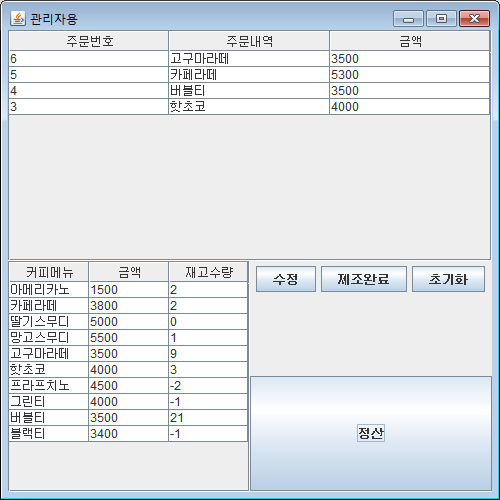 관리자용
주문번호 주문내역 금액
6 고구마라떼 3500
5 카페라떼 5300
4 버블티 3500
3 핫초코 4000
커피메뉴 금액 재고수량
아메리카노 1500 2
카페라떼 3800 2
딸기스무디 5000 0
망고스무디 5500 1
고구마라떼 3500 9
핫초코 4000 3
프라프치노 4500 -2
그린티 4000 -1
버블티 3500 21
블랙티 3400 -1
수정 제조완료 초기화
정산